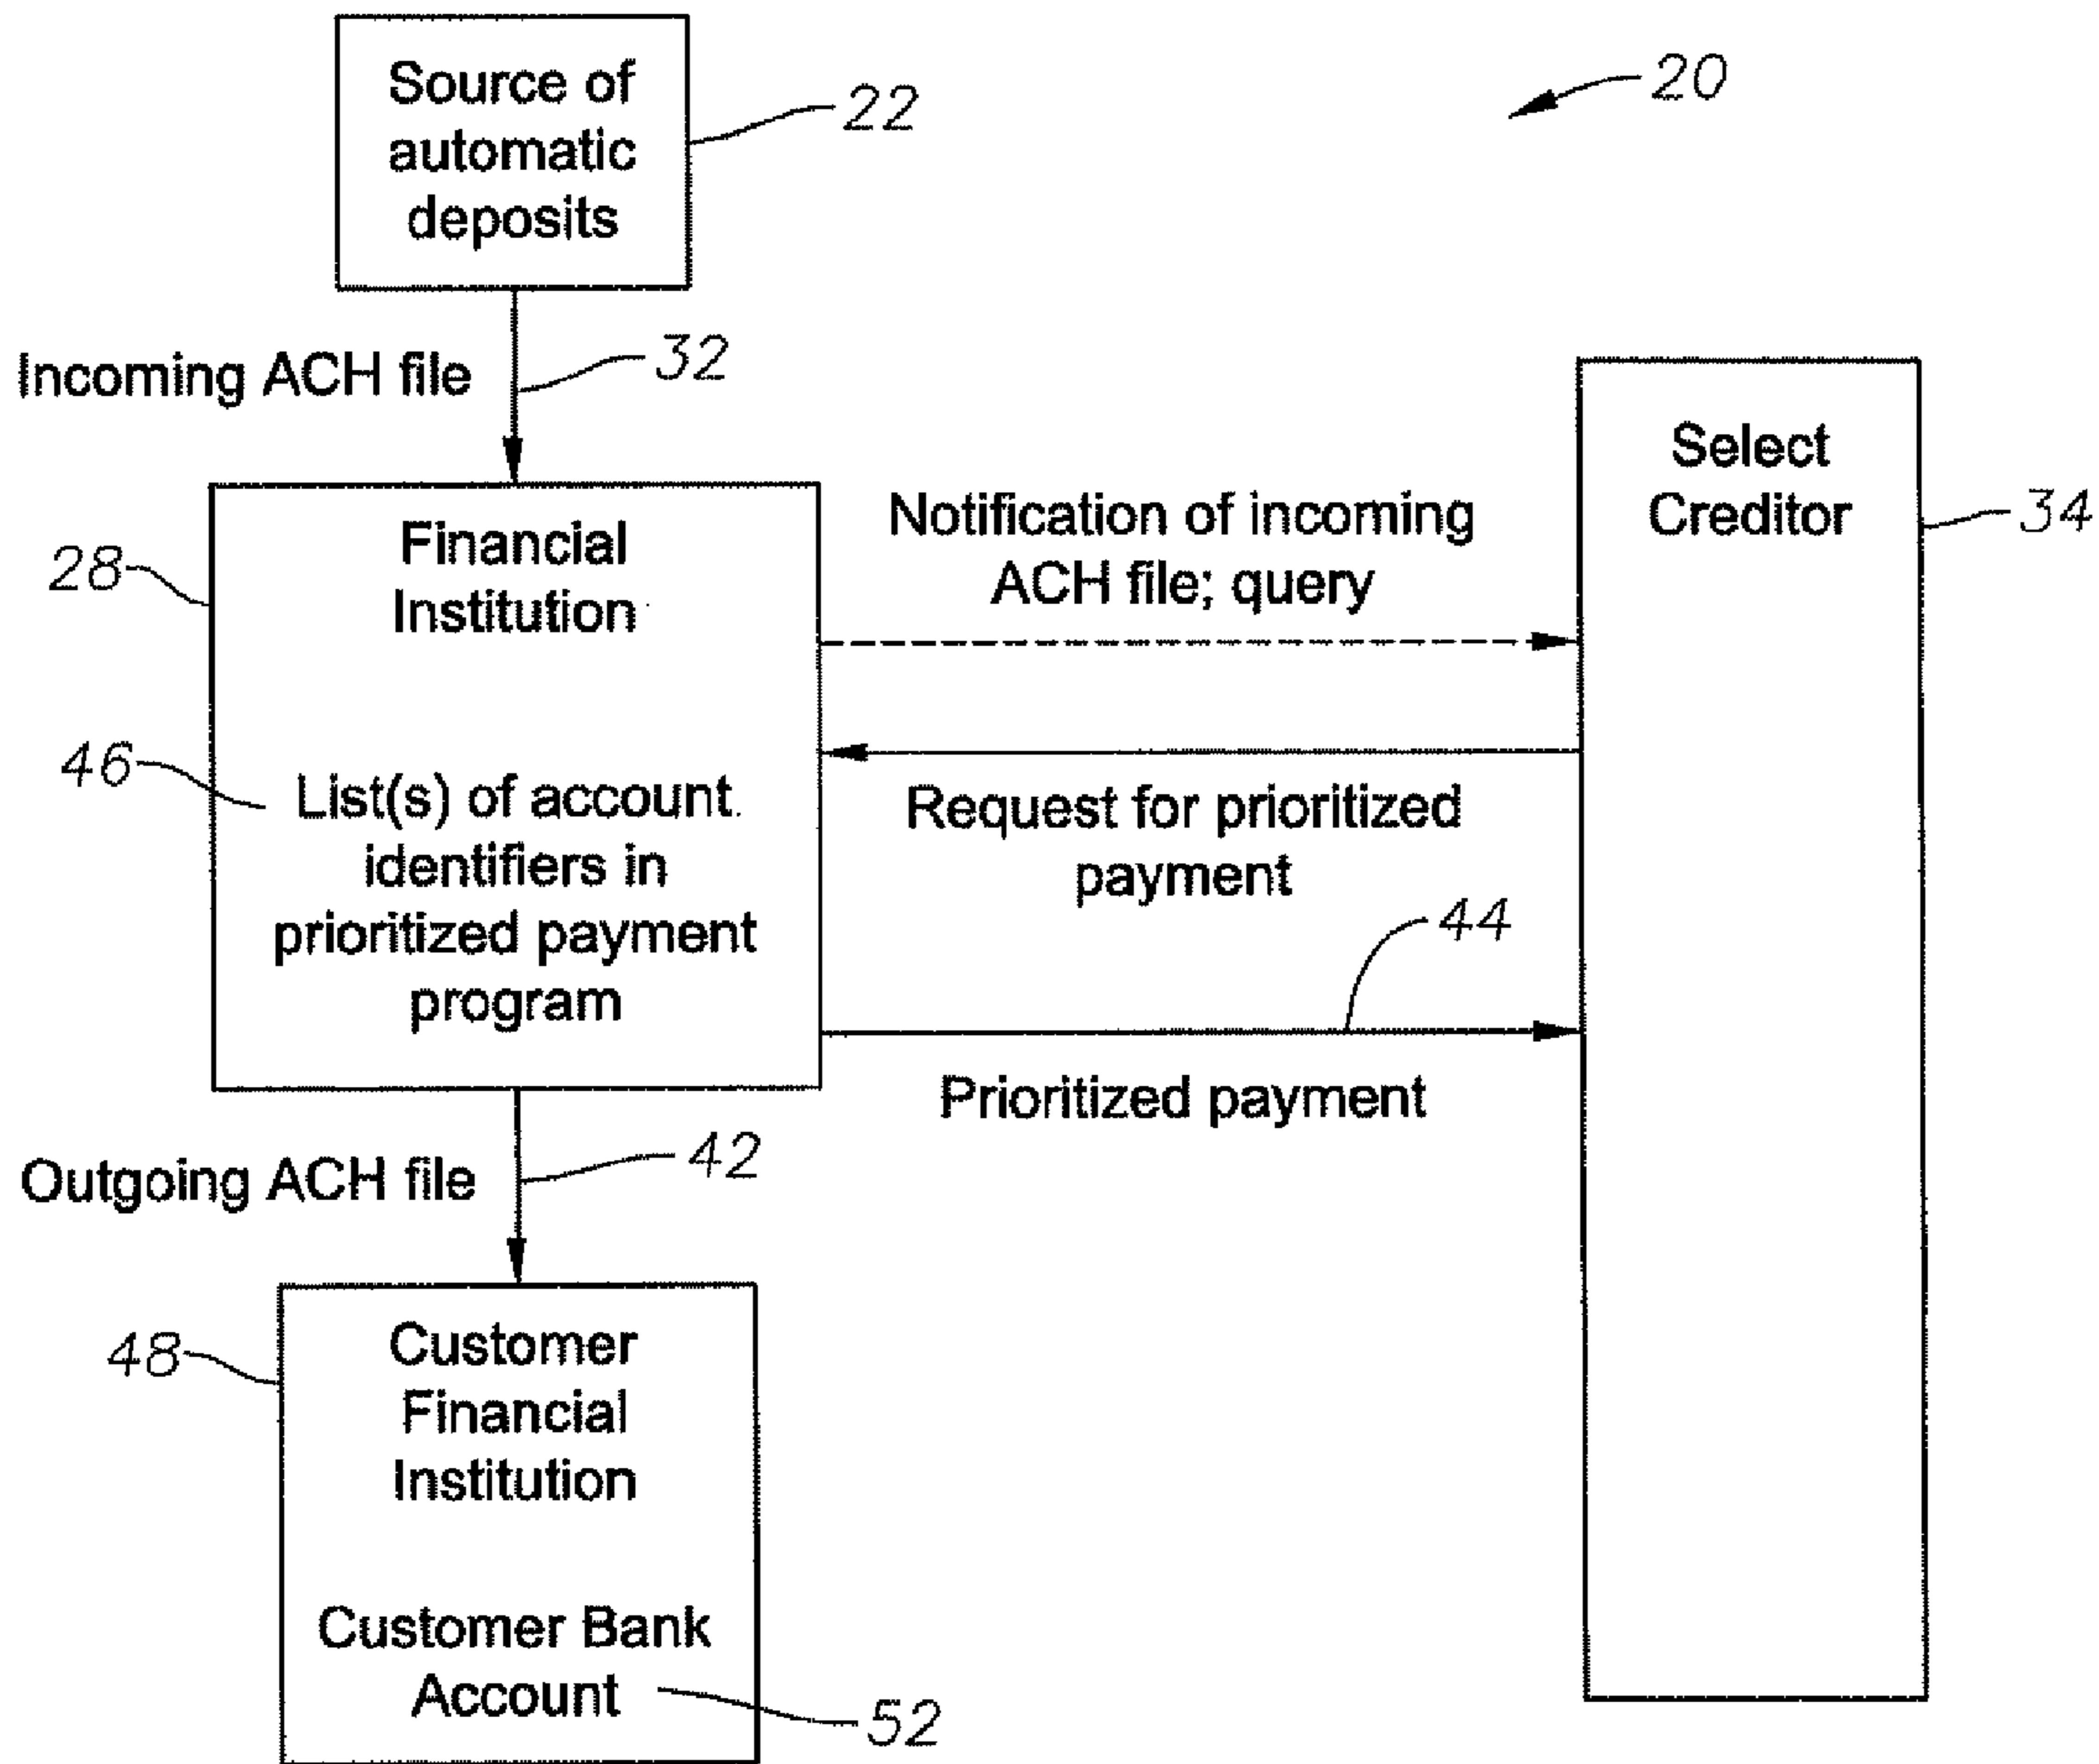 Source of
automatic
deposits
22
20
Incoming ACH file
32
Financial
Institution
28
46
List(s) of account
identifiers in
prioritized payment
program
Notification of incoming
ACH file; query
Request for prioritized
payment
44
Prioritized payment
Select
Creditor
34
Outgoing ACH file
42
48
Customer
Financial
Institution
Customer Bank
Account
52